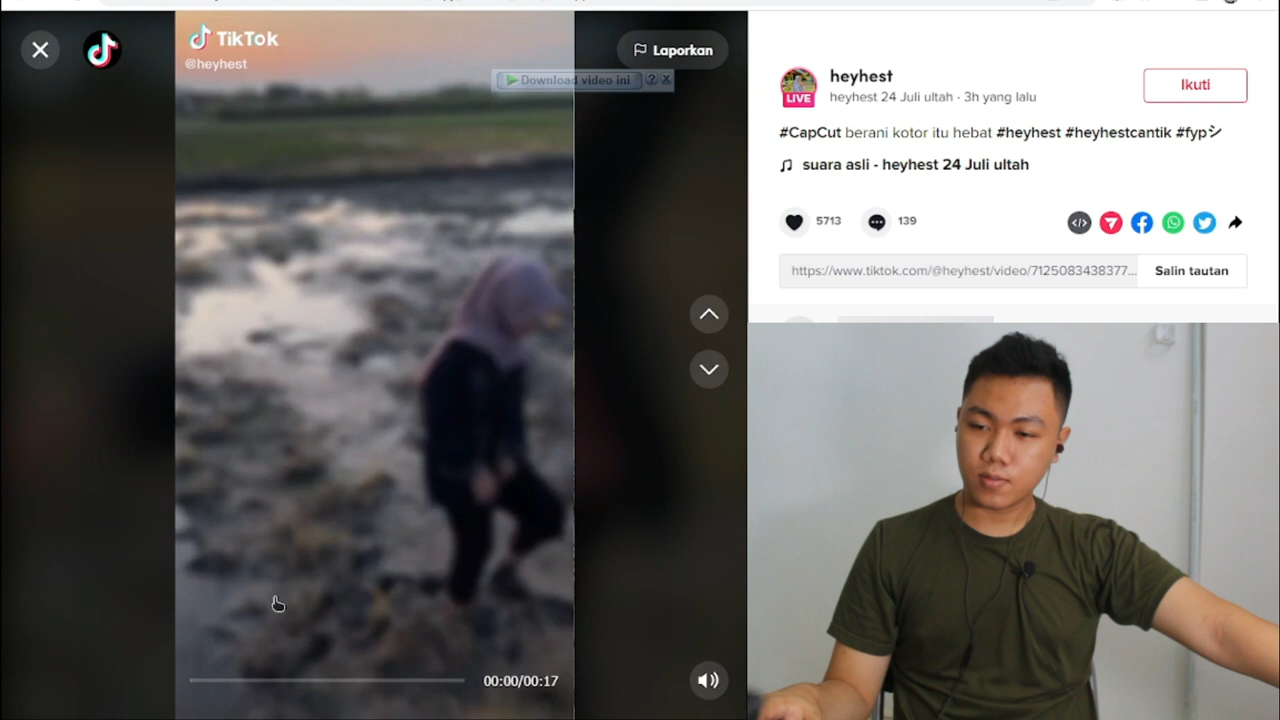 TikTok
@heyhest
Laporkan
Download video ini ? X
heyhest
LIVE
heyhest 24 Juli ultah · 3h yang lalu
Ikuti
#CapCut berani kotor itu hebat #heyhest #heyhestcantik #fypシ
suara asli - heyhest 24 Juli ultah
5713
139
https://www.tiktok.com/@heyhest/video/7125083438377...
Salin tautan
00:00/00:17